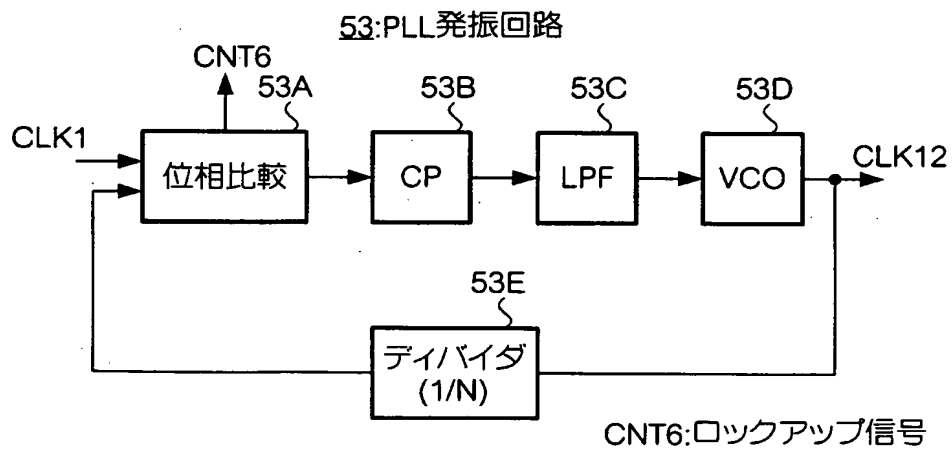 53:PLL発振回路
CNT6
53A
53B
53C
53D
CLK1
位相比較
CP
LPF
VCO
CLK12
53E
ディバイダ
(1/N)
CNT6:ロックアップ信号